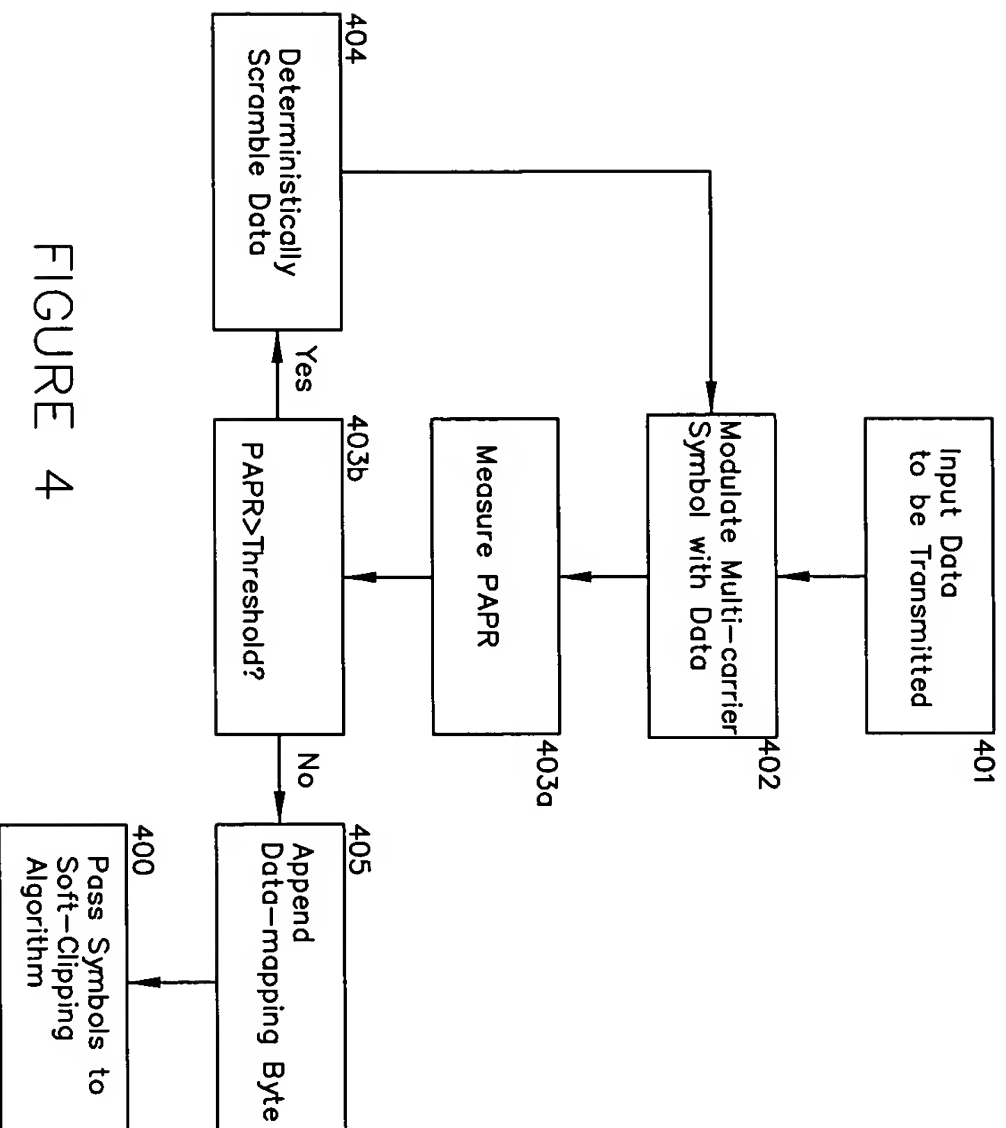 401
Input Data
to be Transmitted
402
Modulate Multi-carrier
Symbol with Data
403a
Measure PAPR
403b
PAPR>Threshold?
Yes
No
404
Deterministically
Scramble Data
405
Append
Data-mapping Byte
400
Pass Symbols to
Soft-Clipping
Algorithm
FIGURE 4